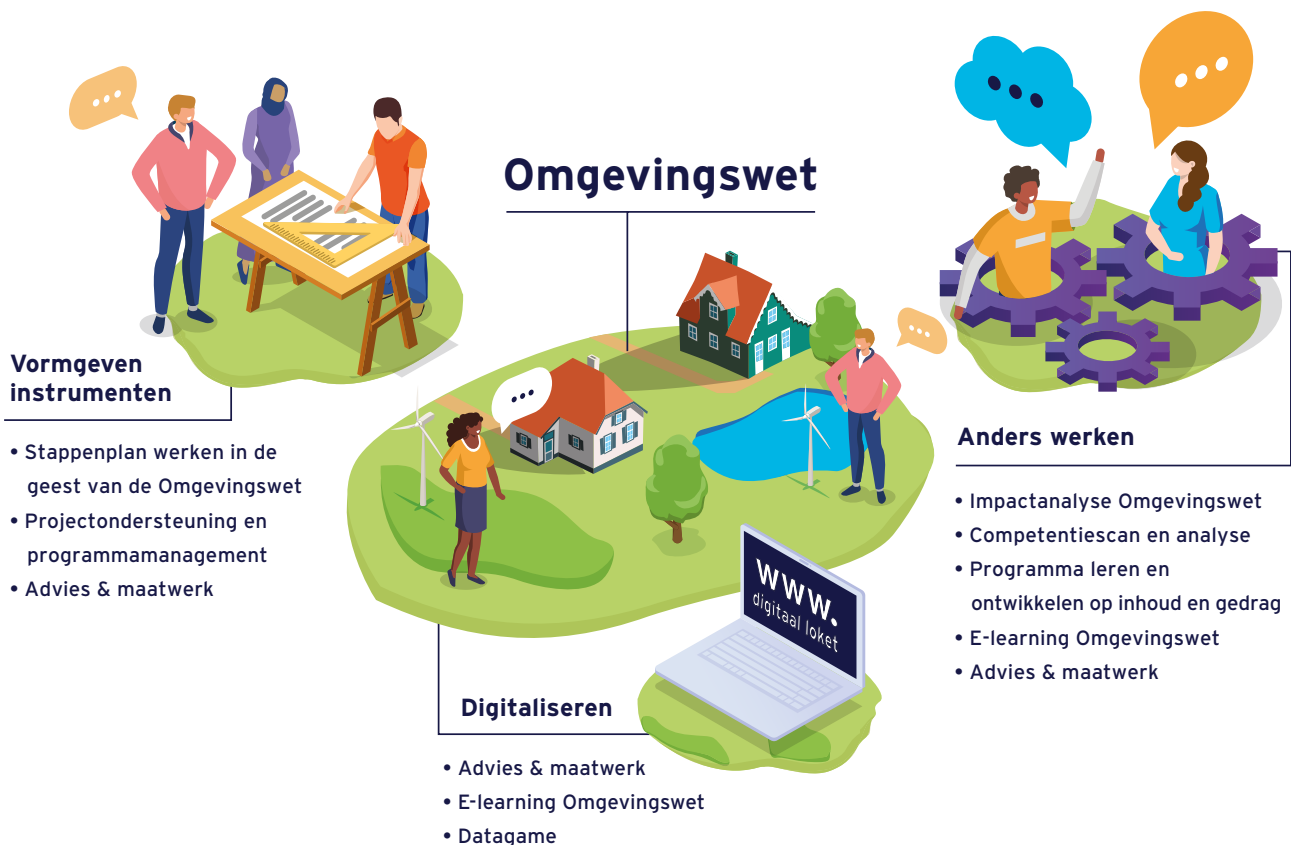 Omgevingswet
Vormgeven
instrumenten
• Stappenplan werken in de
geest van de Omgevingswet
• Projectondersteuning en
programmamanagement
• Advies & maatwerk
Anders werken
• Impactanalyse Omgevingswet
• Competentiescan en analyse
• Programma leren en
ontwikkelen op inhoud en gedrag
• E-learning Omgevingswet
• Advies & maatwerk
www.
digitaal loket
Digitaliseren
• Advies & maatwerk
• E-learning Omgevingswet
• Datagame